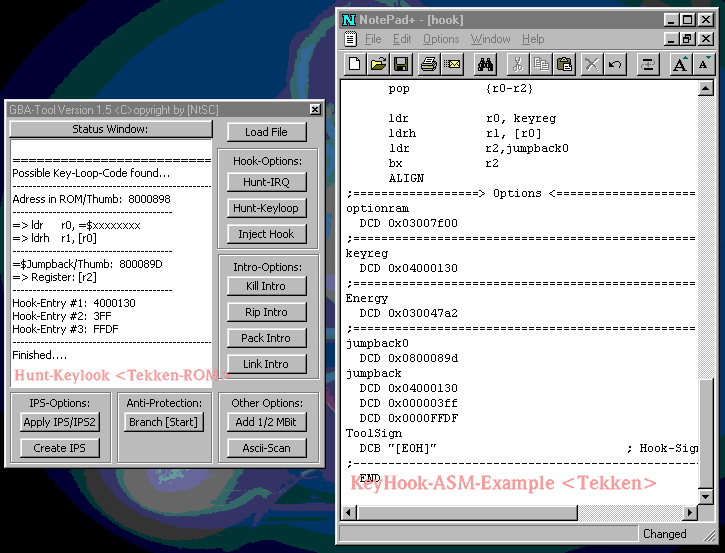 GBA-Tool Version 1.5 <C>opyright by [NtSC]
Status Window:
Load File
=============================
Possible Key-Loop-Code found...
Adress in ROM/Thumb: 8000898
=> ldr r0, =$xxxxxxxx
=> ldrh r1, [r0]
=$Jumpback/Thumb: 800089D
=> Register: [r2]
Hook-Entry #1: 4000130
Hook-Entry #2: 3FF
Hook-Entry #3: FFDF
Finished....
Hunt-Keylook <Tekken-ROM>
Hook-Options:
Hunt-IRQ
Hunt-Keyloop
Inject Hook
Intro-Options:
Kill Intro
Rip Intro
Pack Intro
Link Intro
IPS-Options:
Apply IPS/IPS2
Create IPS
Anti-Protection:
Branch [Start]
Other Options:
Add 1/2 MBit
Ascii-Scan
NotePad+ - [hook]
File Edit Options Window Help
pop {r0-r2}
ldr r0, keyreg
ldrh r1, [r0]
ldr r2,jumpback0
bx r2
ALIGN
;=================> Options <====================
optionram
DCD 0x03007f00
;================================================
keyreg
DCD 0x04000130
;================================================
Energy
DCD 0x030047a2
;================================================
jumpback0
DCD 0x0800089d
jumpback
DCD 0x04000130
DCD 0x000003ff
DCD 0x0000FFDF
ToolSign
DCB "[EOH]" ; Hook-Sign
;------------------------------------------------
END
KeyHook-ASM-Example <Tekken>
Changed